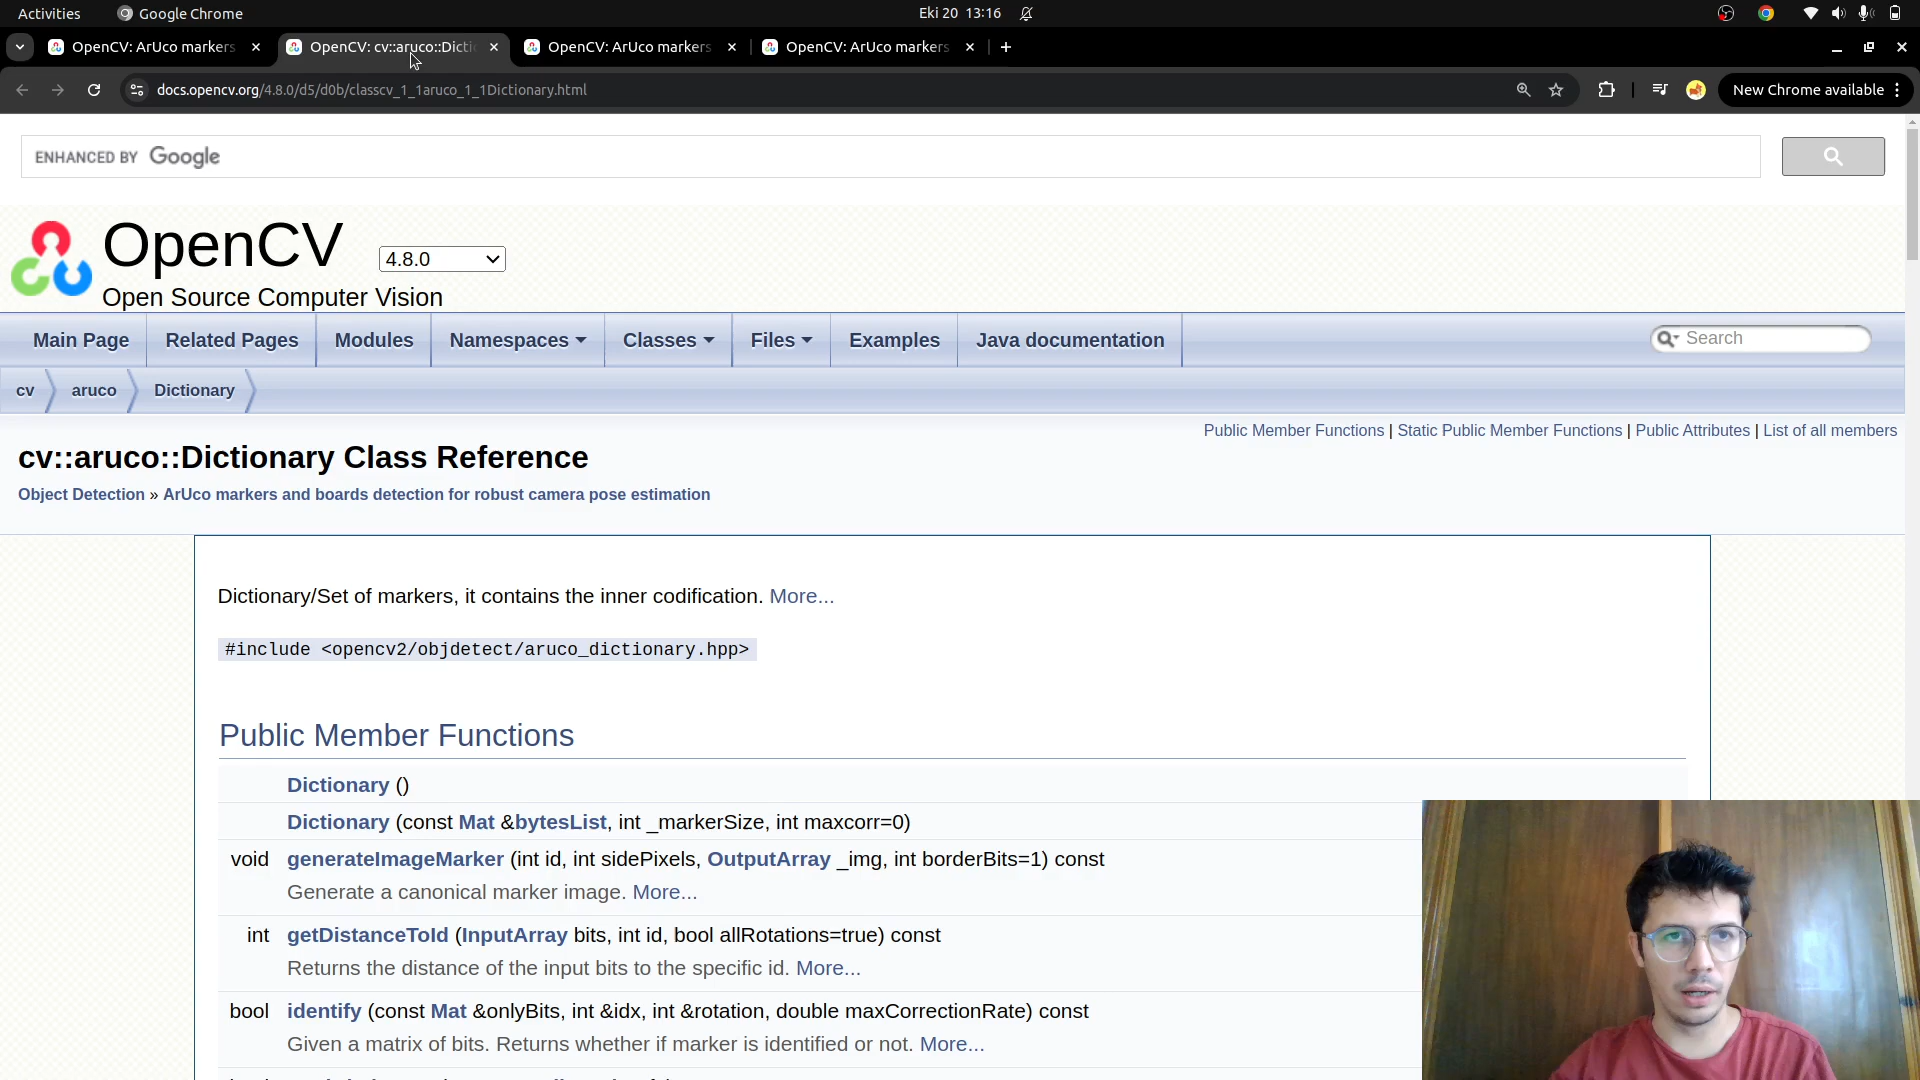 Activities Google Chrome Eki 20 13:16
OpenCV: ArUco markers OpenCV: cv::aruco::Dictio OpenCV: ArUco markers OpenCV: ArUco markers
docs.opencv.org/4.8.0/d5/d0b/classcv_1_1aruco_1_1Dictionary.html New Chrome available
ENHANCED BY Google
OpenCV 4.8.0
Open Source Computer Vision
Main Page Related Pages Modules Namespaces Classes Files Examples Java documentation Search
cv aruco Dictionary
Public Member Functions | Static Public Member Functions | Public Attributes | List of all members
cv::aruco::Dictionary Class Reference
Object Detection » ArUco markers and boards detection for robust camera pose estimation
Dictionary/Set of markers, it contains the inner codification. More...
#include <opencv2/objdetect/aruco_dictionary.hpp>
Public Member Functions
Dictionary ()
Dictionary (const Mat &bytesList, int _markerSize, int maxcorr=0)
void generateImageMarker (int id, int sidePixels, OutputArray _img, int borderBits=1) const
Generate a canonical marker image. More...
int getDistanceToId (InputArray bits, int id, bool allRotations=true) const
Returns the distance of the input bits to the specific id. More...
bool identify (const Mat &onlyBits, int &idx, int &rotation, double maxCorrectionRate) const
Given a matrix of bits. Returns whether if marker is identified or not. More...